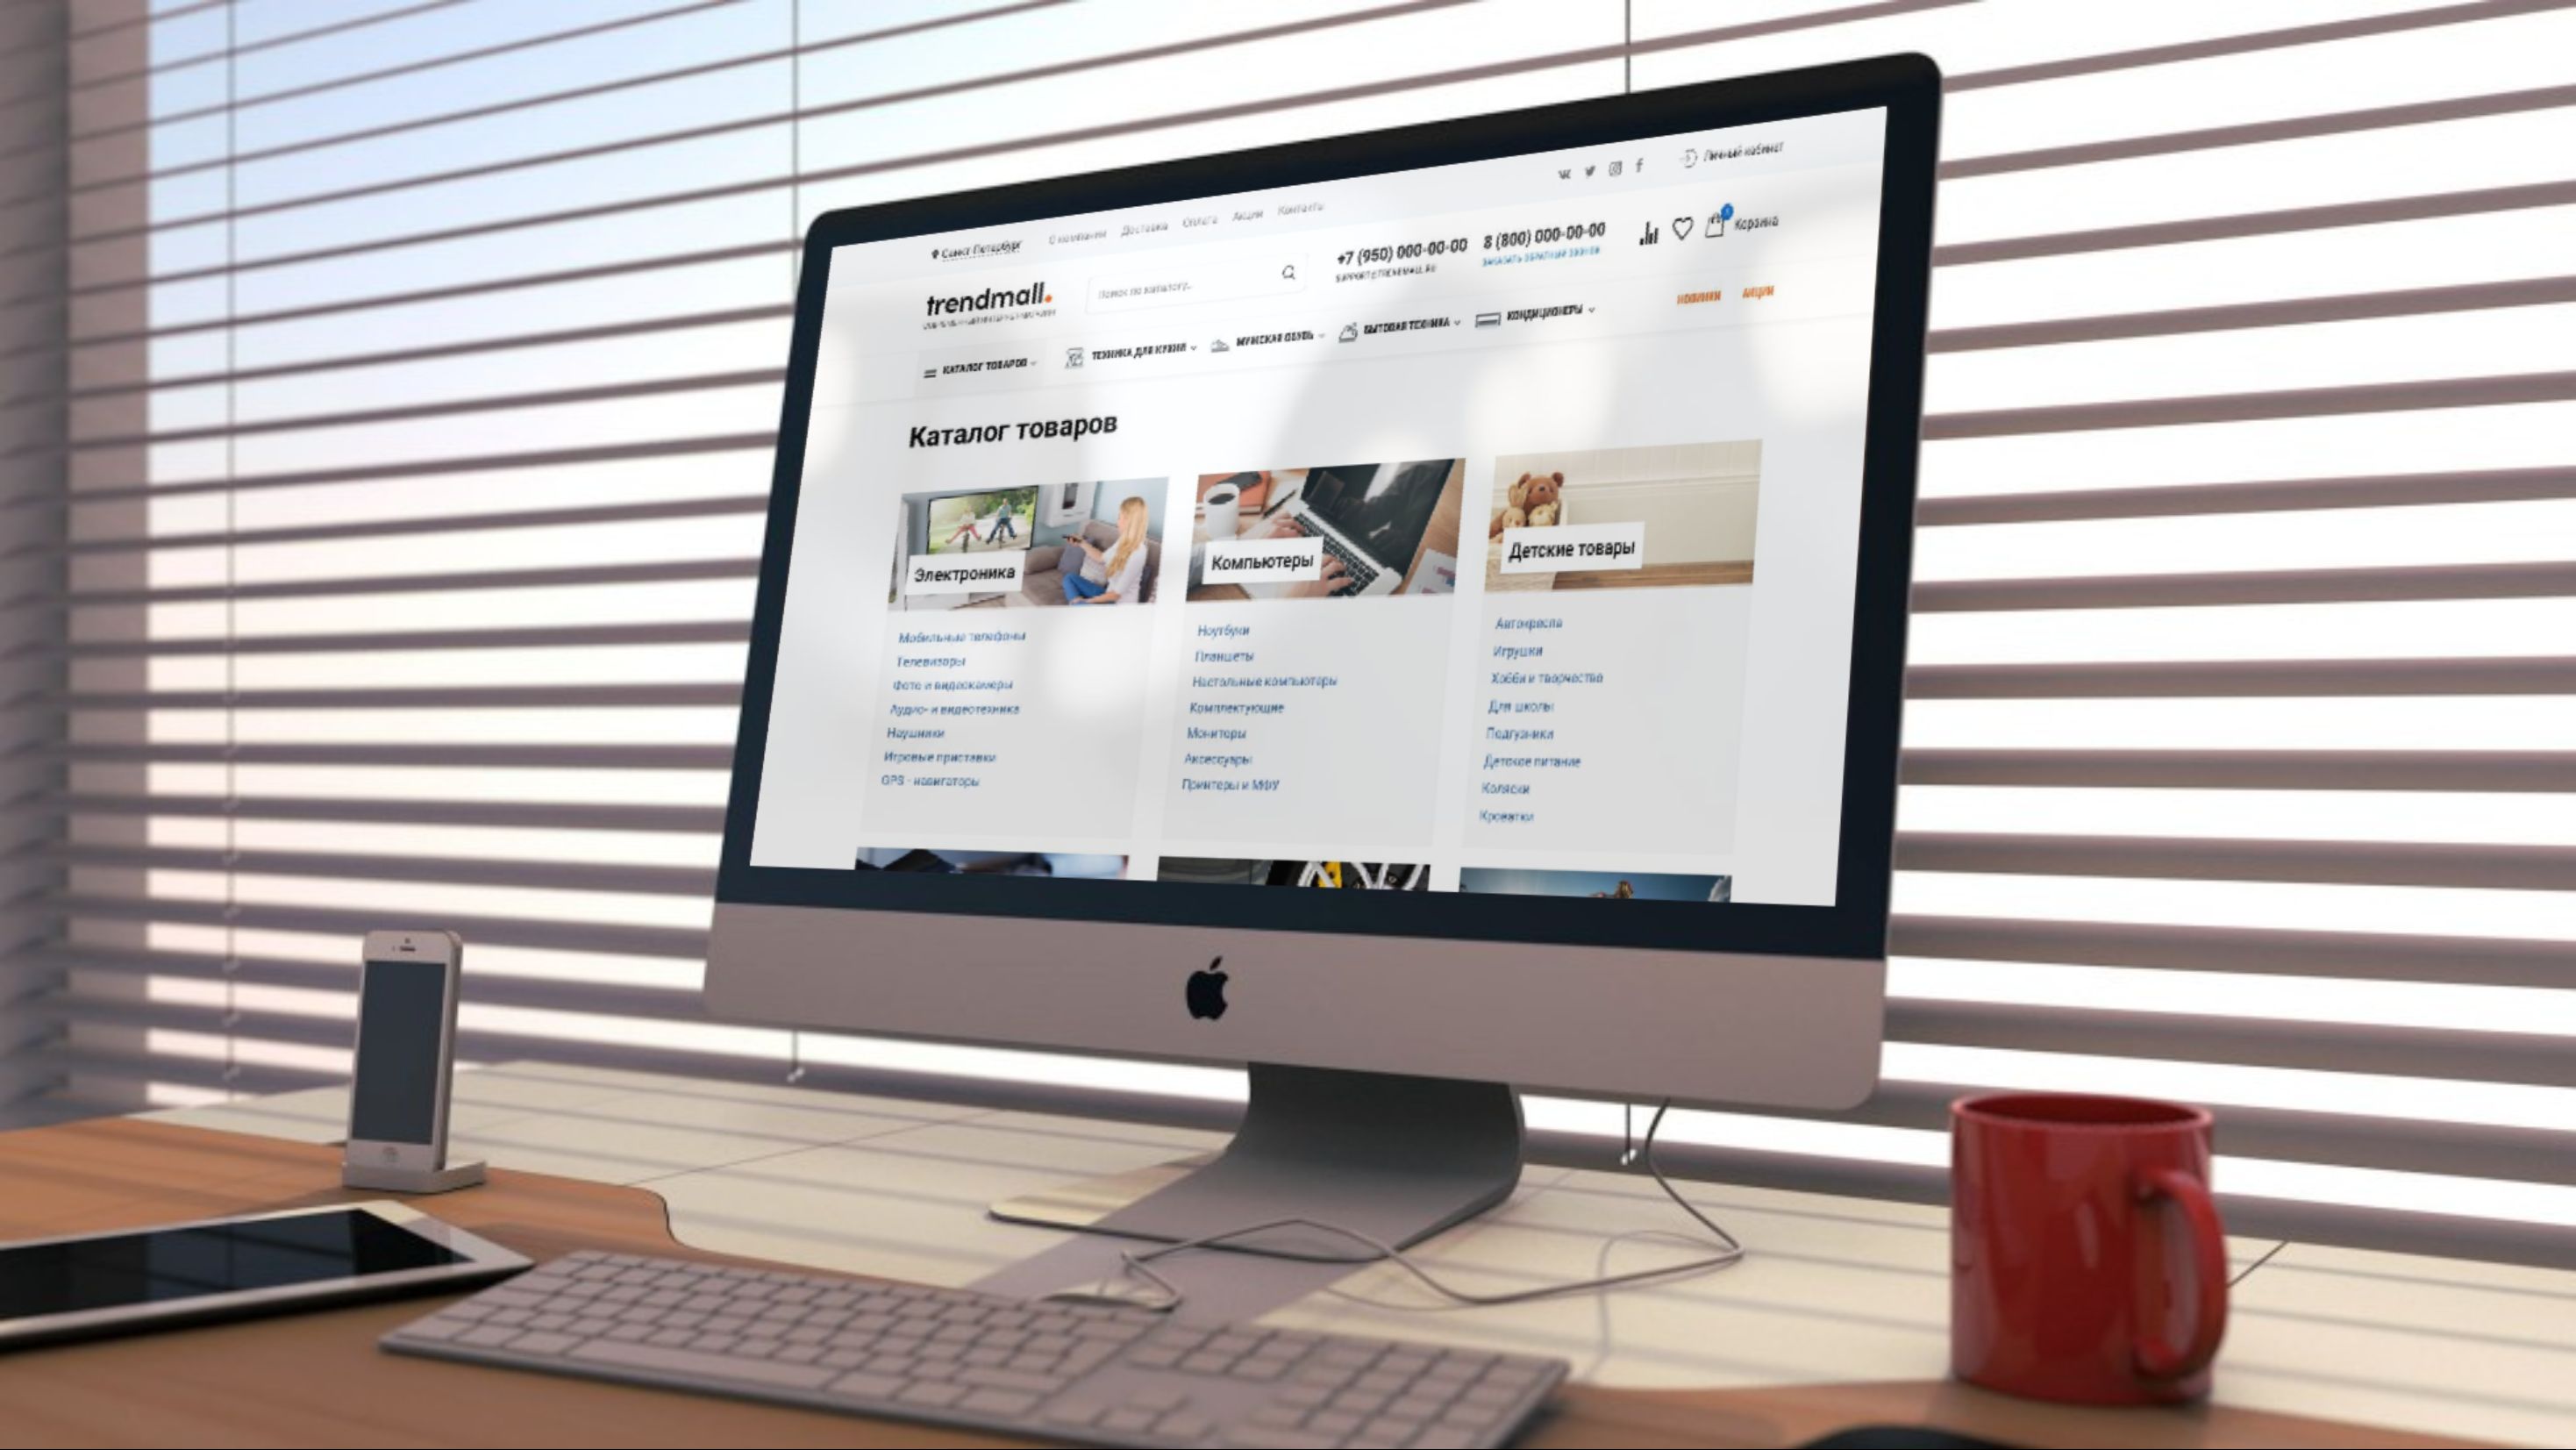 Санкт-Петербург О компании Доставка Оплата Акции Контакты Личный кабинет
trendmall. Поиск по каталогу... +7 (950) 000-00-00 8 (800) 000-00-00 Корзина
SUPPORT@TRENDMALL.RU ЗАКАЗАТЬ ОБРАТНЫЙ ЗВОНОК
КАТАЛОГ ТОВАРОВ ТЕХНИКА ДЛЯ КУХНИ МУЖСКАЯ ОБУВЬ БЫТОВАЯ ТЕХНИКА КОНДИЦИОНЕРЫ НОВИНКИ АКЦИИ
Каталог товаров
Электроника
Мобильные телефоны
Телевизоры
Фото и видеокамеры
Аудио- и видеотехника
Наушники
Игровые приставки
GPS - навигаторы
Компьютеры
Ноутбуки
Планшеты
Настольные компьютеры
Комплектующие
Мониторы
Аксессуары
Принтеры и МФУ
Детские товары
Автокресла
Игрушки
Хобби и творчество
Для школы
Подгузники
Детское питание
Коляски
Кроватки